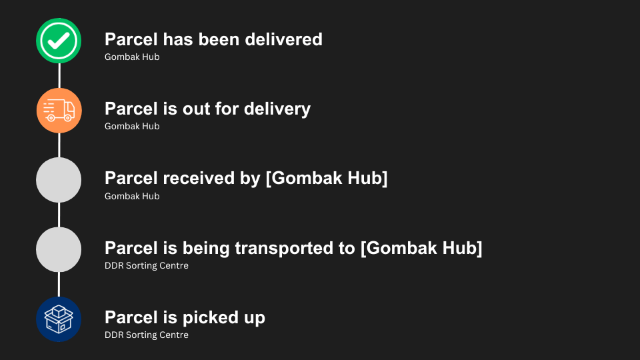 Parcel has been delivered
Gombak Hub
Parcel is out for delivery
Gombak Hub
Parcel received by [Gombak Hub]
Gombak Hub
Parcel is being transported to [Gombak Hub]
DDR Sorting Centre
Parcel is picked up
DDR Sorting Centre